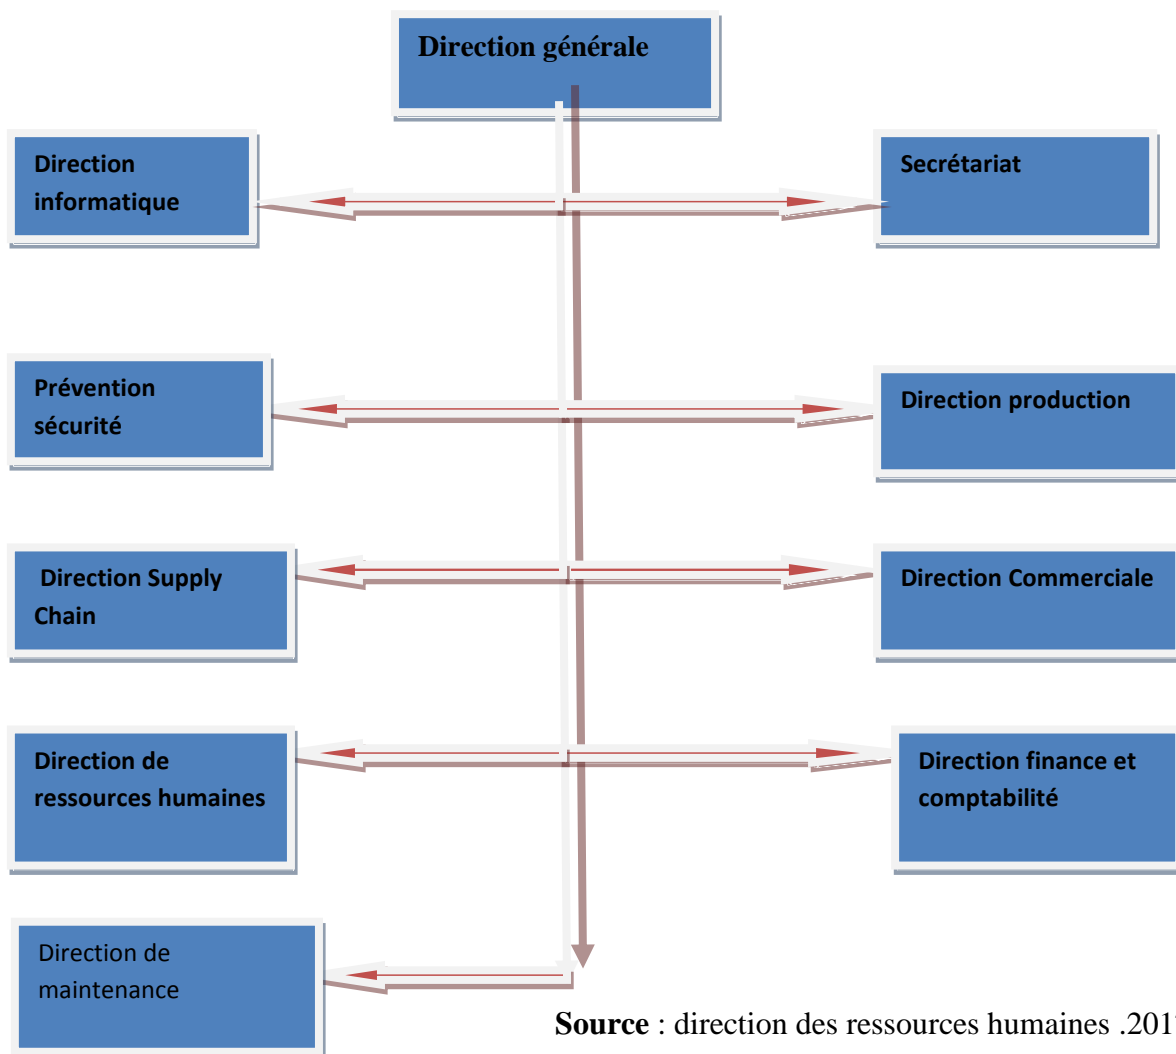 Direction générale
Direction
informatique
Secrétariat
Prévention
sécurité
Direction production
Direction Supply
Chain
Direction Commerciale
Direction de
ressources humaines
Direction finance et
comptabilité
Direction de
maintenance
Source : direction des ressources humaines